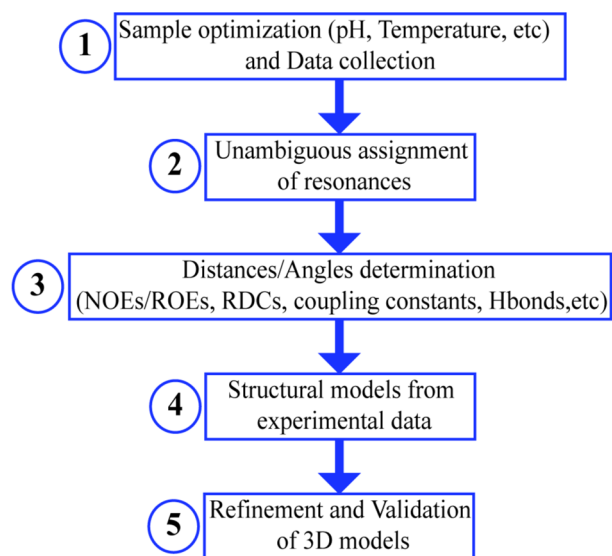 1
Sample optimization (pH, Temperature, etc)
and Data collection
2
Unambiguous assignment
of resonances
3
Distances/Angles determination
(NOEs/ROEs, RDCs, coupling constants, Hbonds,etc)
4
Structural models from
experimental data
5
Refinement and Validation
of 3D models